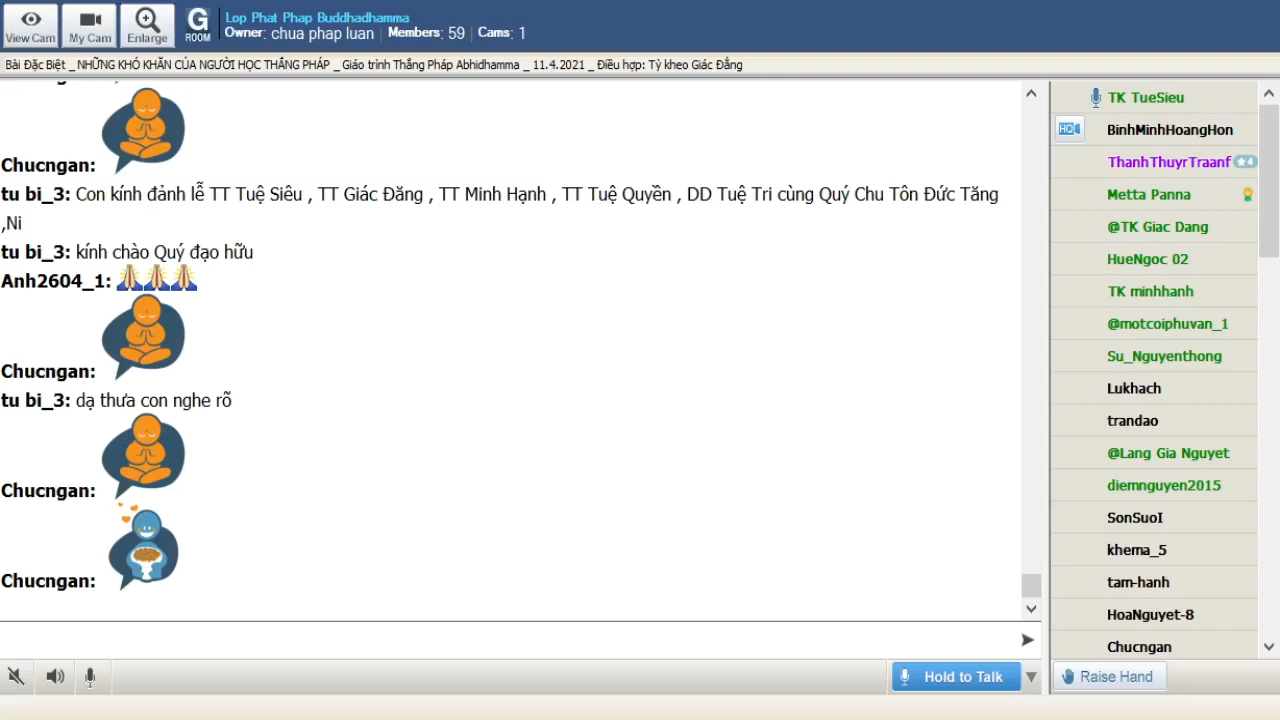 View Cam
My Cam
Enlarge
G
ROOM
Lop Phat Phap Buddhadhamma
Owner: chua phap luan | Members: 59 | Cams: 1
Bài Đặc Biệt _ NHỮNG KHÓ KHĂN CỦA NGƯỜI HỌC THẮNG PHÁP _ Giáo trình Thắng Pháp Abhidhamma _ 11.4.2021 _ Điều hợp: Tỳ kheo Giác Đẳng
Chucngan:
tu bi_3: Con kính đảnh lễ TT Tuệ Siêu , TT Giác Đăng , TT Minh Hạnh , TT Tuệ Quyền , DD Tuệ Tri cùng Quý Chu Tôn Đức Tăng
,Ni
tu bi_3: kính chào Quý đạo hữu
Anh2604_1:
Chucngan:
tu bi_3: dạ thưa con nghe rõ
Chucngan:
Chucngan:
Hold to Talk
TK TueSieu
HQ
BinhMinhHoangHon
ThanhThuyrTraanf
4
Metta Panna
@TK Giac Dang
HueNgoc 02
TK minhhanh
@motcoiphuvan_1
Su_Nguyenthong
Lukhach
trandao
@Lang Gia Nguyet
diemnguyen2015
SonSuoI
khema_5
tam-hanh
HoaNguyet-8
Chucngan
Raise Hand